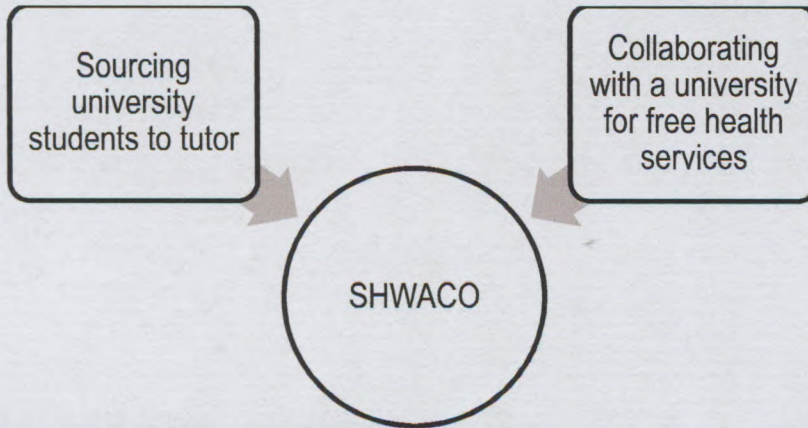 Sourcing
university
students to tutor
Collaborating
with a university
for free health
services
SHWACO